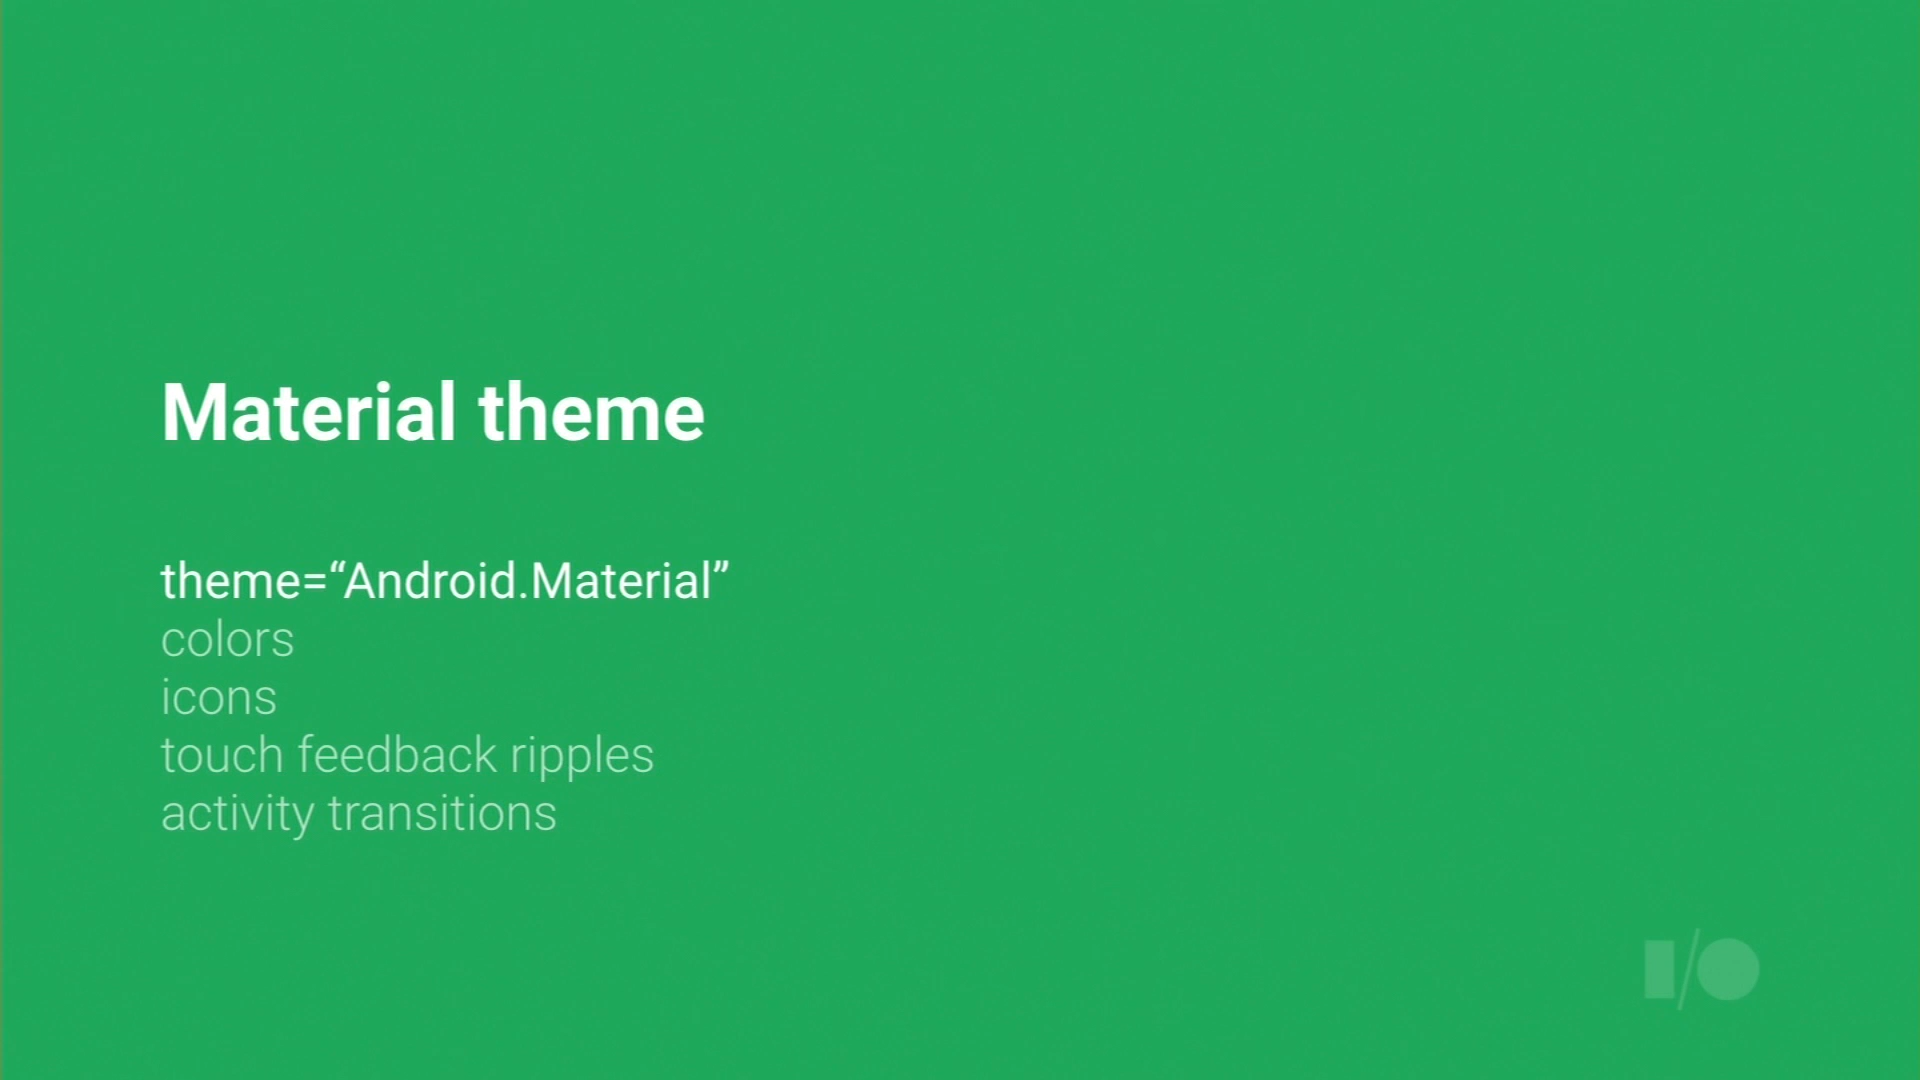 Material theme
theme=“Android.Material”
colors
icons
touch feedback ripples
activity transitions
I/O